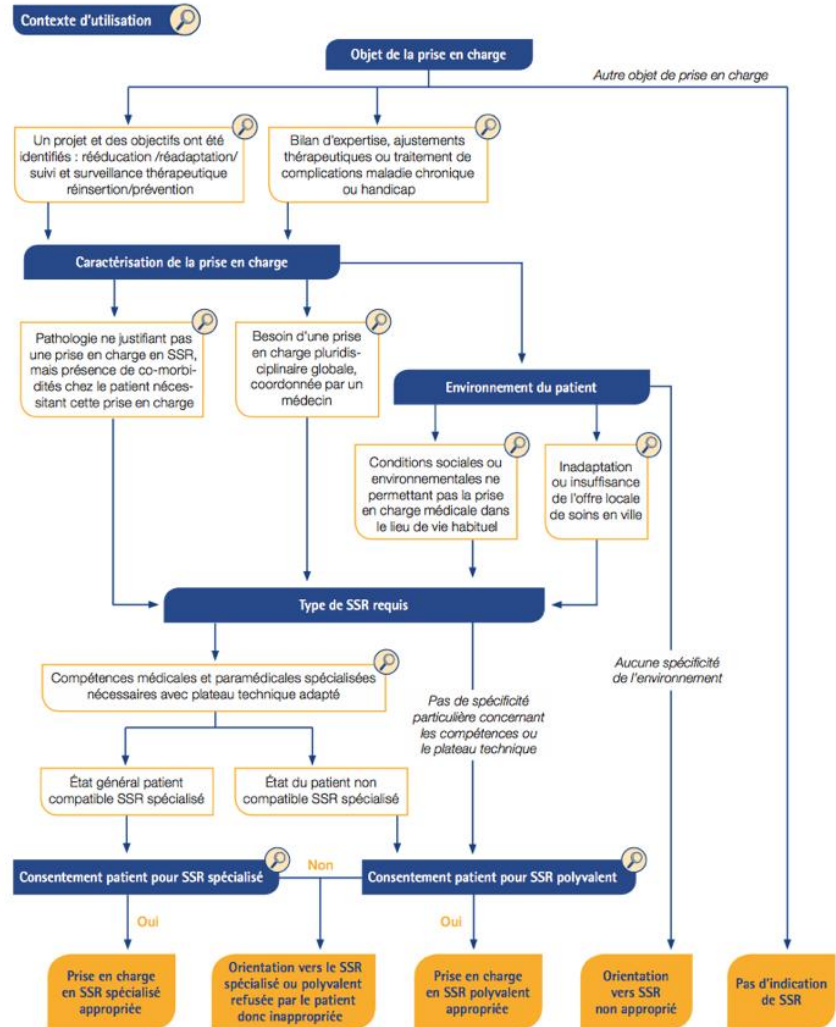 Contexte d'utilisation
Objet de la prise en charge
Autre objet de prise en charge
Un projet et des objectifs ont été
identifiés : rééducation /réadaptation/
suivi et surveillance thérapeutique
réinsertion/prévention
Bilan d'expertise, ajustements
thérapeutiques ou traitement de
complications maladie chronique
ou handicap
Caractérisation de la prise en charge
Pathologie ne justifiant pas
une prise en charge en SSR,
mais présence de co-morbi-
dités chez le patient néces-
sitant cette prise en charge
Besoin d'une prise
en charge pluridis-
ciplinaire globale,
coordonnée par un
médecin
Environnement du patient
Conditions sociales ou
environnementales ne
permettant pas la prise
en charge médicale dans
le lieu de vie habituel
Inadaptation
ou insuffisance
de l'offre locale
de soins en ville
Type de SSR requis
Aucune spécificité
de l'environnement
Compétences médicales et paramédicales spécialisées
nécessaires avec plateau technique adapté
Pas de spécificité
particulière concernant
les compétences ou
le plateau technique
État général patient
compatible SSR spécialisé
État du patient non
compatible SSR spécialisé
Consentement patient pour SSR spécialisé
Non
Consentement patient pour SSR polyvalent
Oui
Oui
Prise en charge
en SSR spécialisé
appropriée
Orientation vers le SSR
spécialisé ou polyvalent
refusée par le patient
donc inappropriée
Prise en charge
en SSR polyvalent
appropriée
Orientation
vers SSR
non approprié
Pas d'indication
de SSR